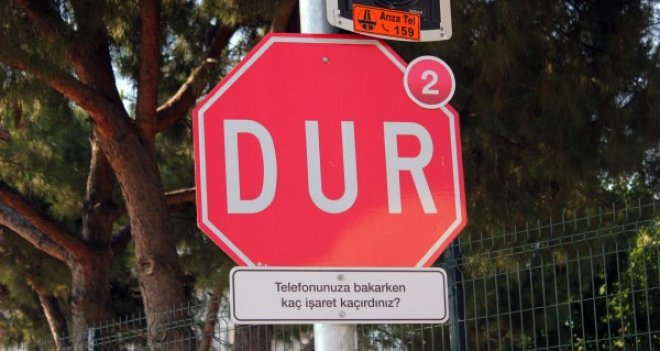 Arıza Tel
159
2
DUR
Telefonunuza bakarken
kaç işaret kaçırdınız?